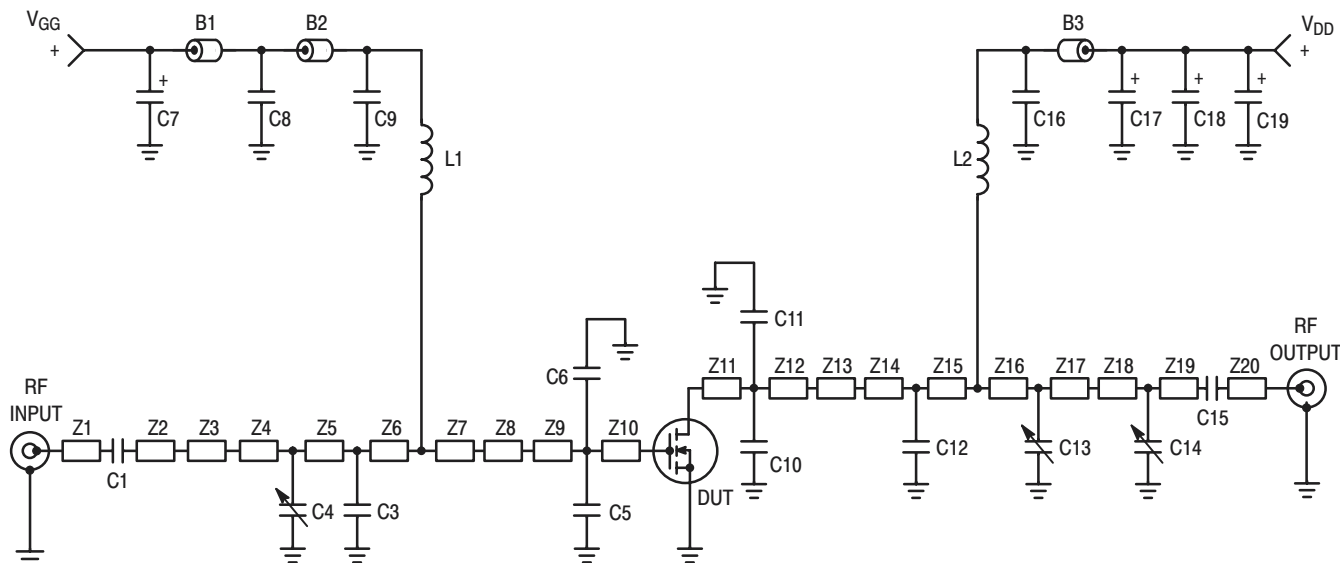 VGG
+
B1
B2
B3
VDD
+
+
C7
C8
C9
C16
+
C17
+
C18
+
C19
L1
L2
C11
C6
RF
INPUT
Z1
C1
Z2
Z3
Z4
Z5
Z6
Z7
Z8
Z9
Z10
Z11
Z12
Z13
Z14
Z15
Z16
Z17
Z18
Z19
Z20
C15
RF
OUTPUT
C4
C3
C5
DUT
C10
C12
C13
C14